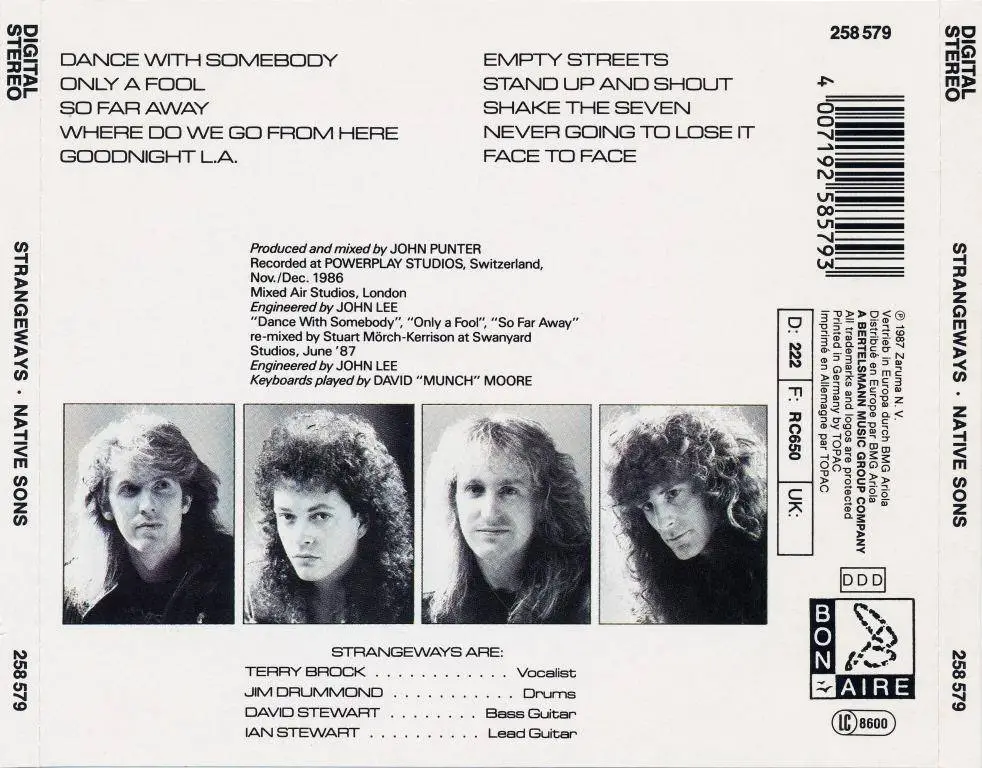 DIGITAL
STEREO
STRANGEWAYS · NATIVE SONS
258 579
DANCE WITH SOMEBODY
ONLY A FOOL
SO FAR AWAY
WHERE DO WE GO FROM HERE
GOODNIGHT L.A.
EMPTY STREETS
STAND UP AND SHOUT
SHAKE THE SEVEN
NEVER GOING TO LOSE IT
FACE TO FACE
Produced and mixed by JOHN PUNTER
Recorded at POWERPLAY STUDIOS, Switzerland,
Nov./Dec. 1986
Mixed Air Studios, London
Engineered by JOHN LEE
"Dance With Somebody", "Only a Fool", "So Far Away"
re-mixed by Stuart Mörch-Kerrison at Swanyard
Studios, June '87
Engineered by JOHN LEE
Keyboards played by DAVID "MUNCH" MOORE
STRANGEWAYS ARE:
TERRY BROCK . . . . . . . . . . . . Vocalist
JIM DRUMMOND . . . . . . . . . . . Drums
DAVID STEWART . . . . . . . . Bass Guitar
IAN STEWART . . . . . . . . . . Lead Guitar
258 579
4 007192 585793
℗ 1987 Zaruma N. V.
Vertrieb in Europa durch BMG Ariola
Distribué en Europe par BMG Ariola
A BERTELSMANN MUSIC GROUP COMPANY
All trademarks and logos are protected
Printed in Germany by TOPAC
Imprimé en Allemagne par TOPAC
D: 222 F: RC650 UK:
DDD
BON
AIRE
LC 8600
DIGITAL
STEREO
STRANGEWAYS · NATIVE SONS
258 579